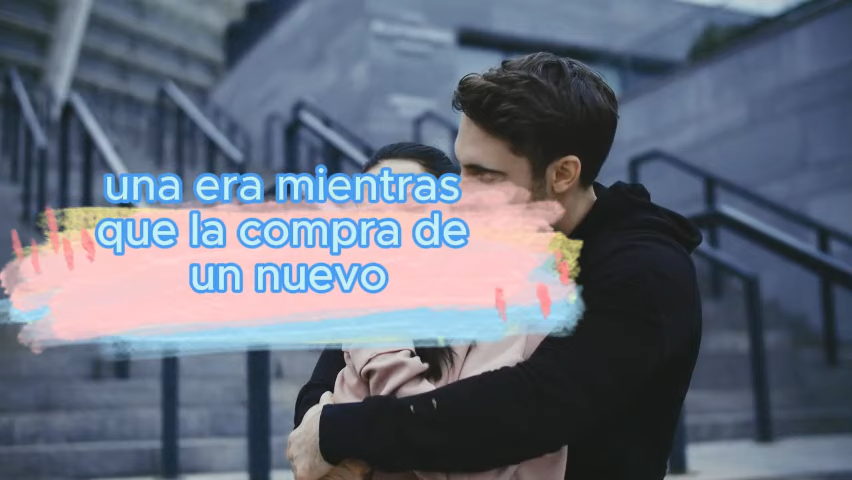 una era mientras
que la compra de
un nuevo